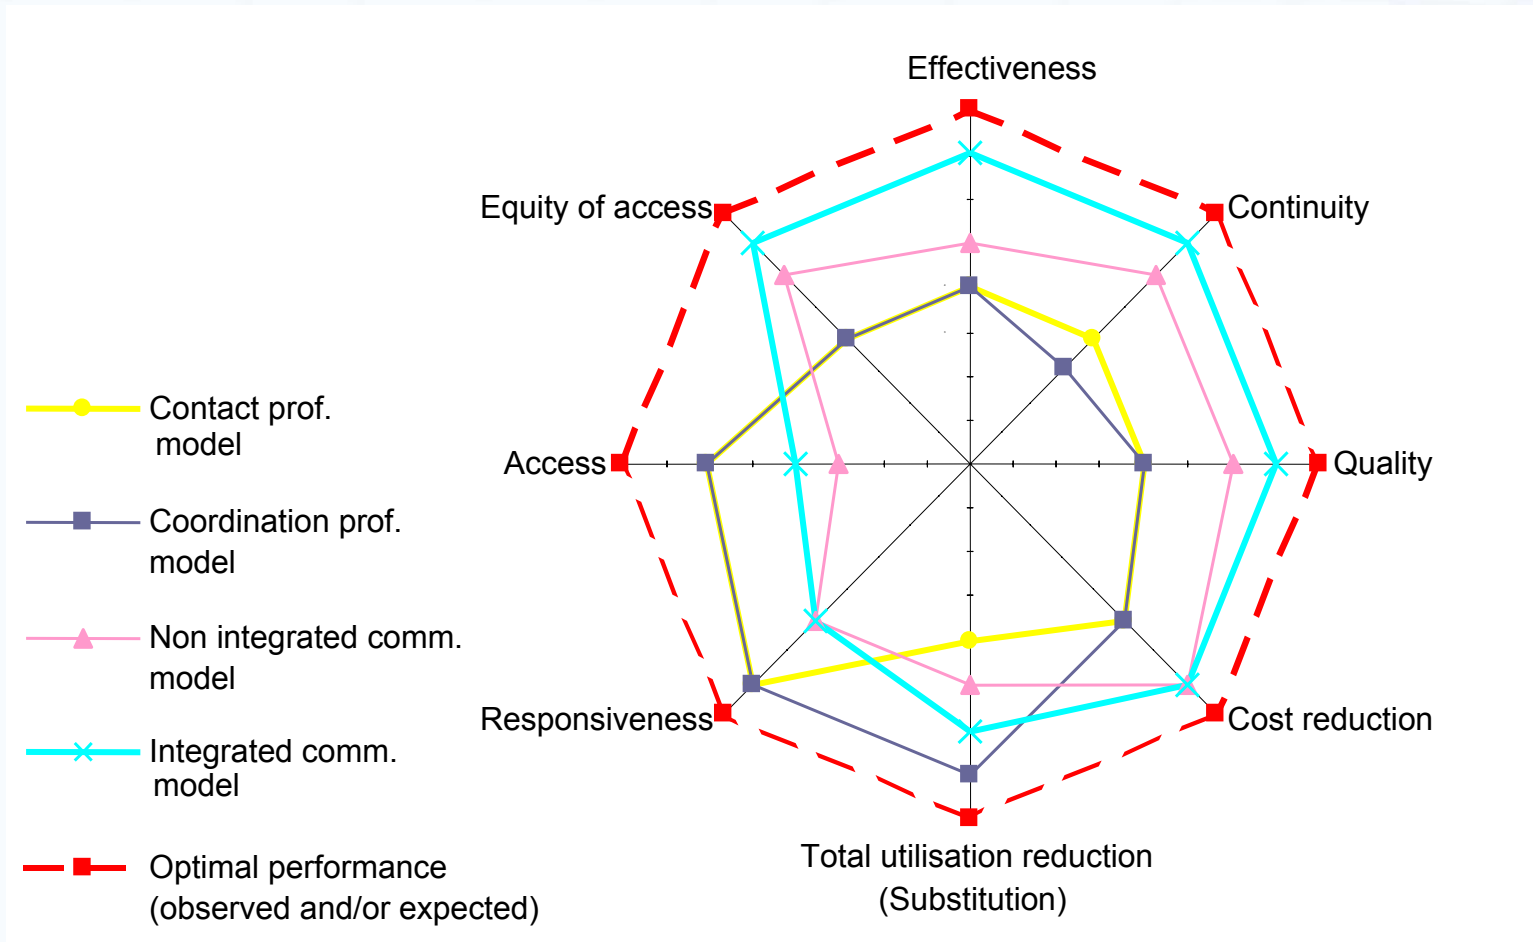 Effectiveness
Equity of access
Continuity
Contact prof.
model
Access
Quality
Coordination prof.
model
Non integrated comm.
model
Responsiveness
Cost reduction
Integrated comm.
model
Total utilisation reduction
(Substitution)
Optimal performance
(observed and/or expected)